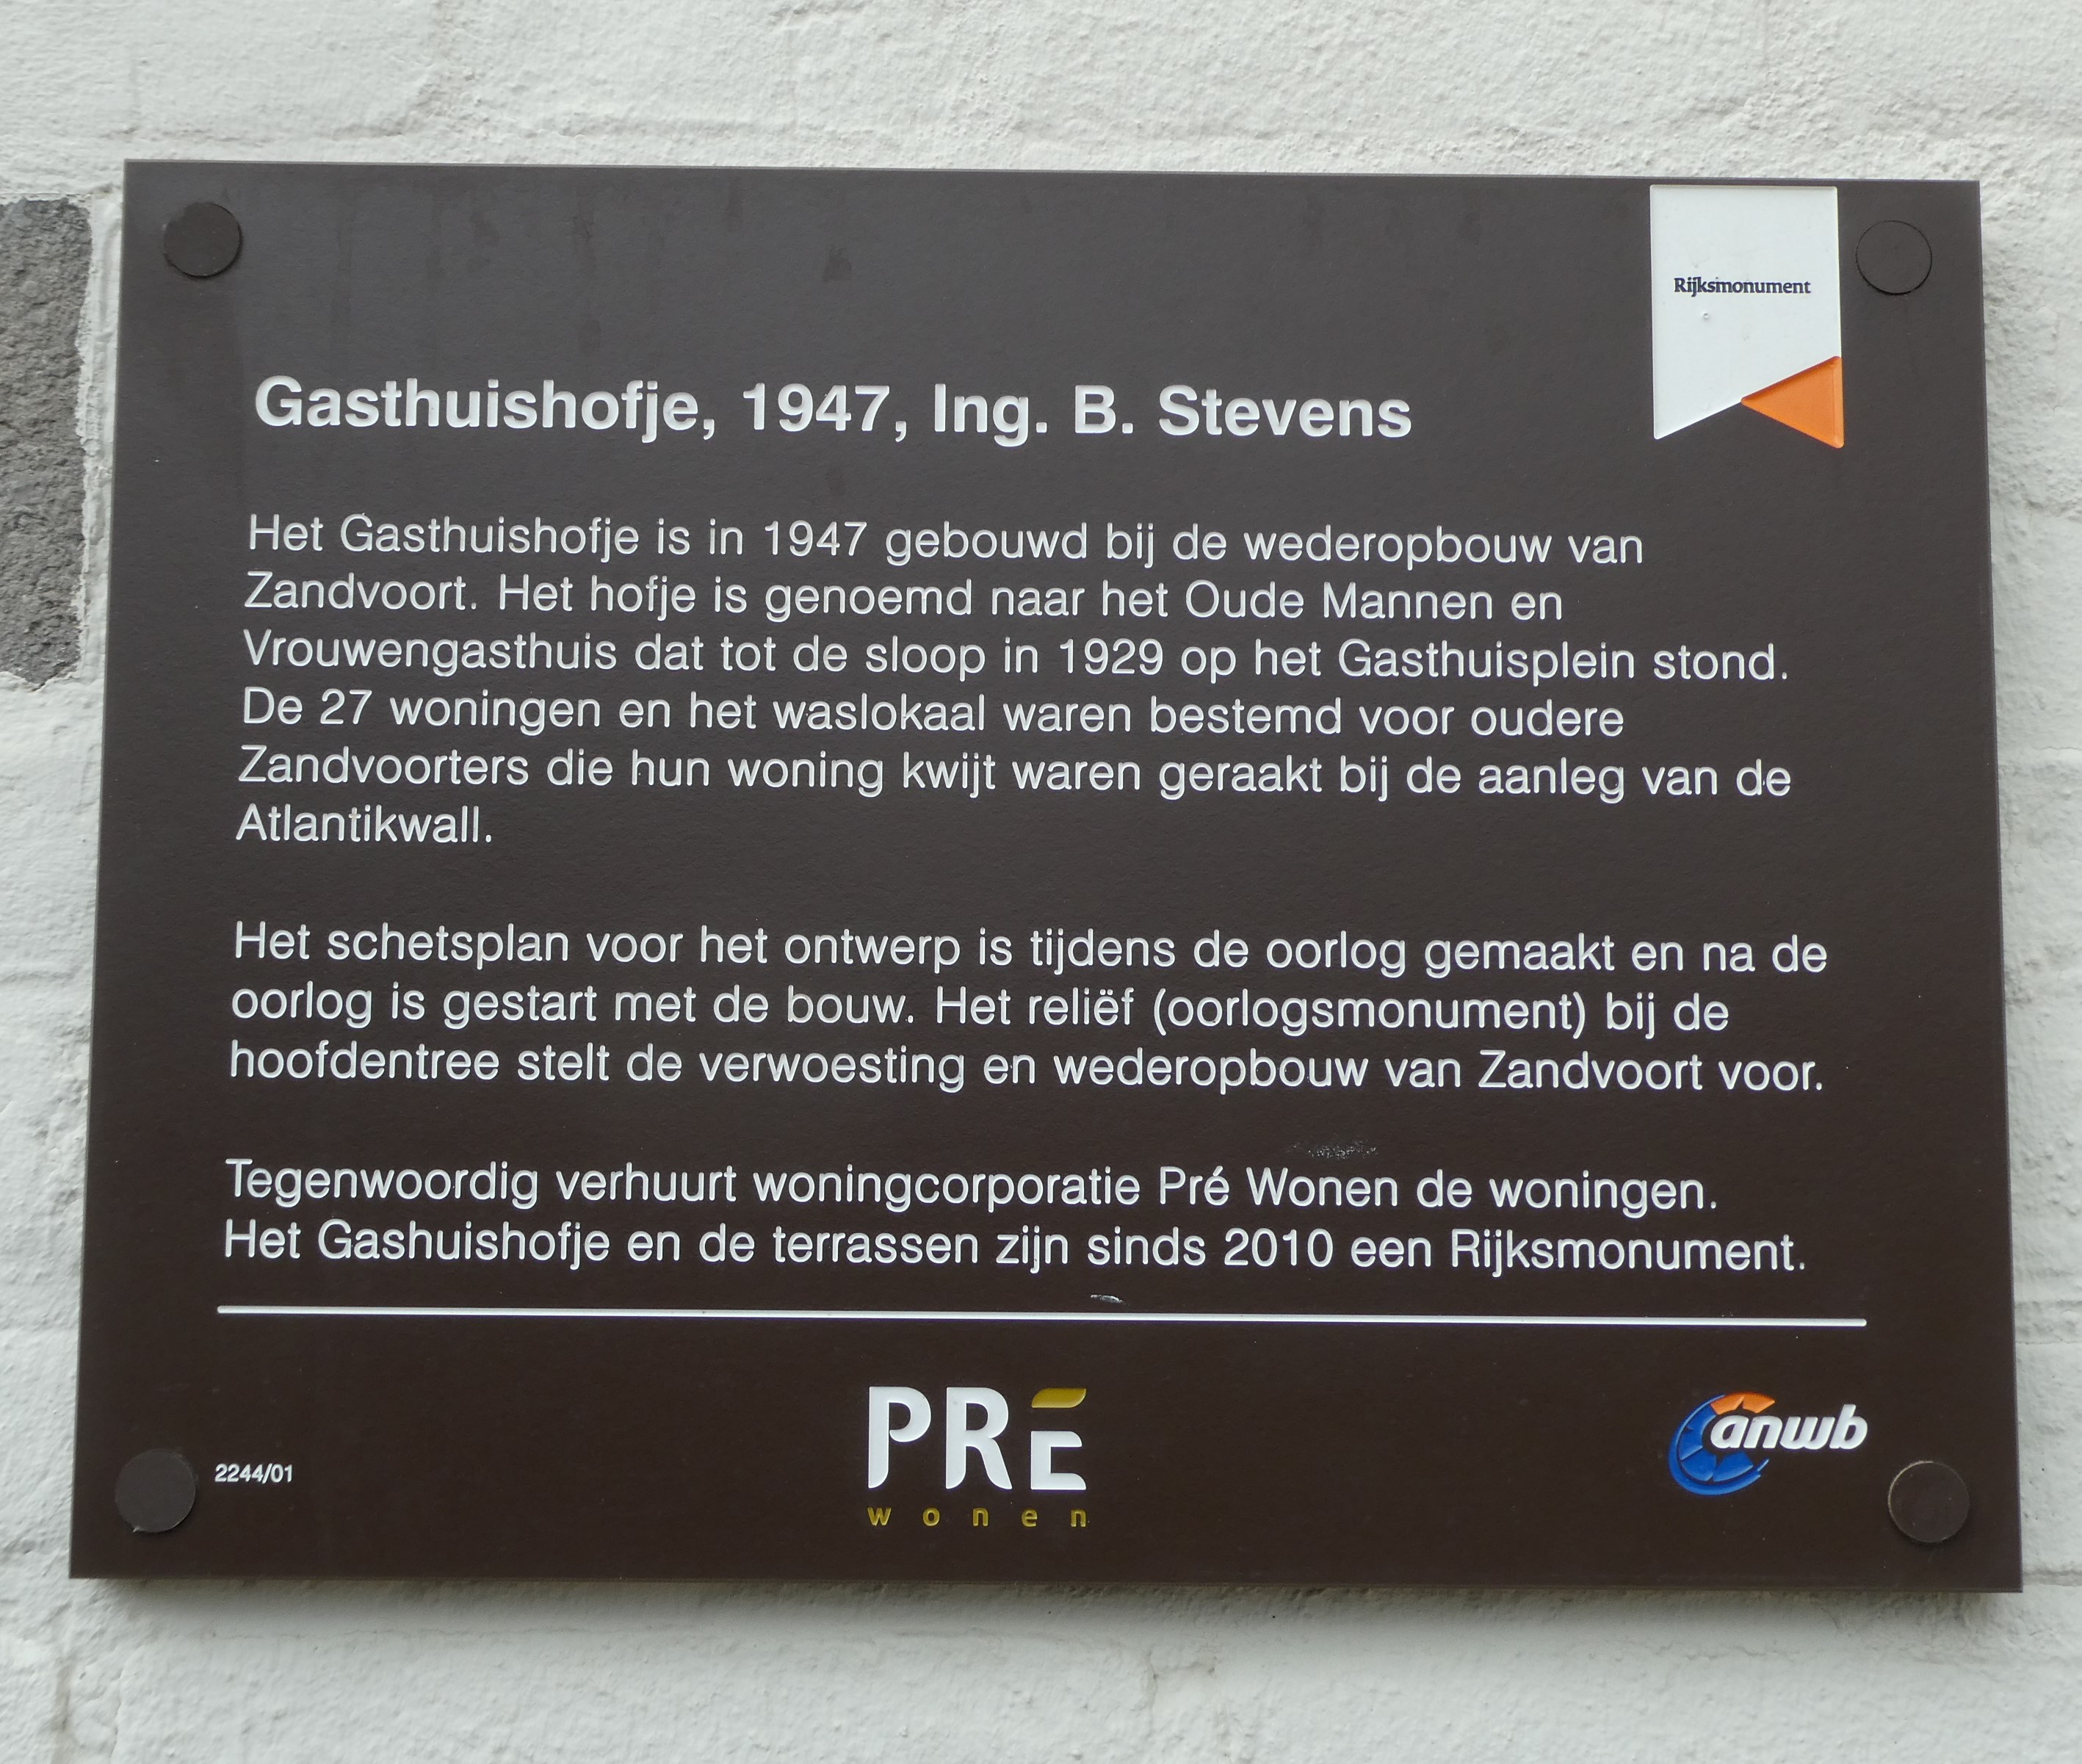 Rijksmonument
Gasthuishofje, 1947, Ing. B. Stevens
Het Gasthuishofje is in 1947 gebouwd bij de wederopbouw van
Zandvoort. Het hofje is genoemd naar het Oude Mannen en
Vrouwengasthuis dat tot de sloop in 1929 op het Gasthuisplein stond.
De 27 woningen en het waslokaal waren bestemd voor oudere
Zandvoorters die hun woning kwijt waren geraakt bij de aanleg van de
Atlantikwall.
Het schetsplan voor het ontwerp is tijdens de oorlog gemaakt en na de
oorlog is gestart met de bouw. Het reliëf (oorlogsmonument) bij de
hoofdentree stelt de verwoesting en wederopbouw van Zandvoort voor.
Tegenwoordig verhuurt woningcorporatie Pré Wonen de woningen.
Het Gashuishofje en de terrassen zijn sinds 2010 een Rijksmonument.
2244/01
PRÉ
wonen
anwb